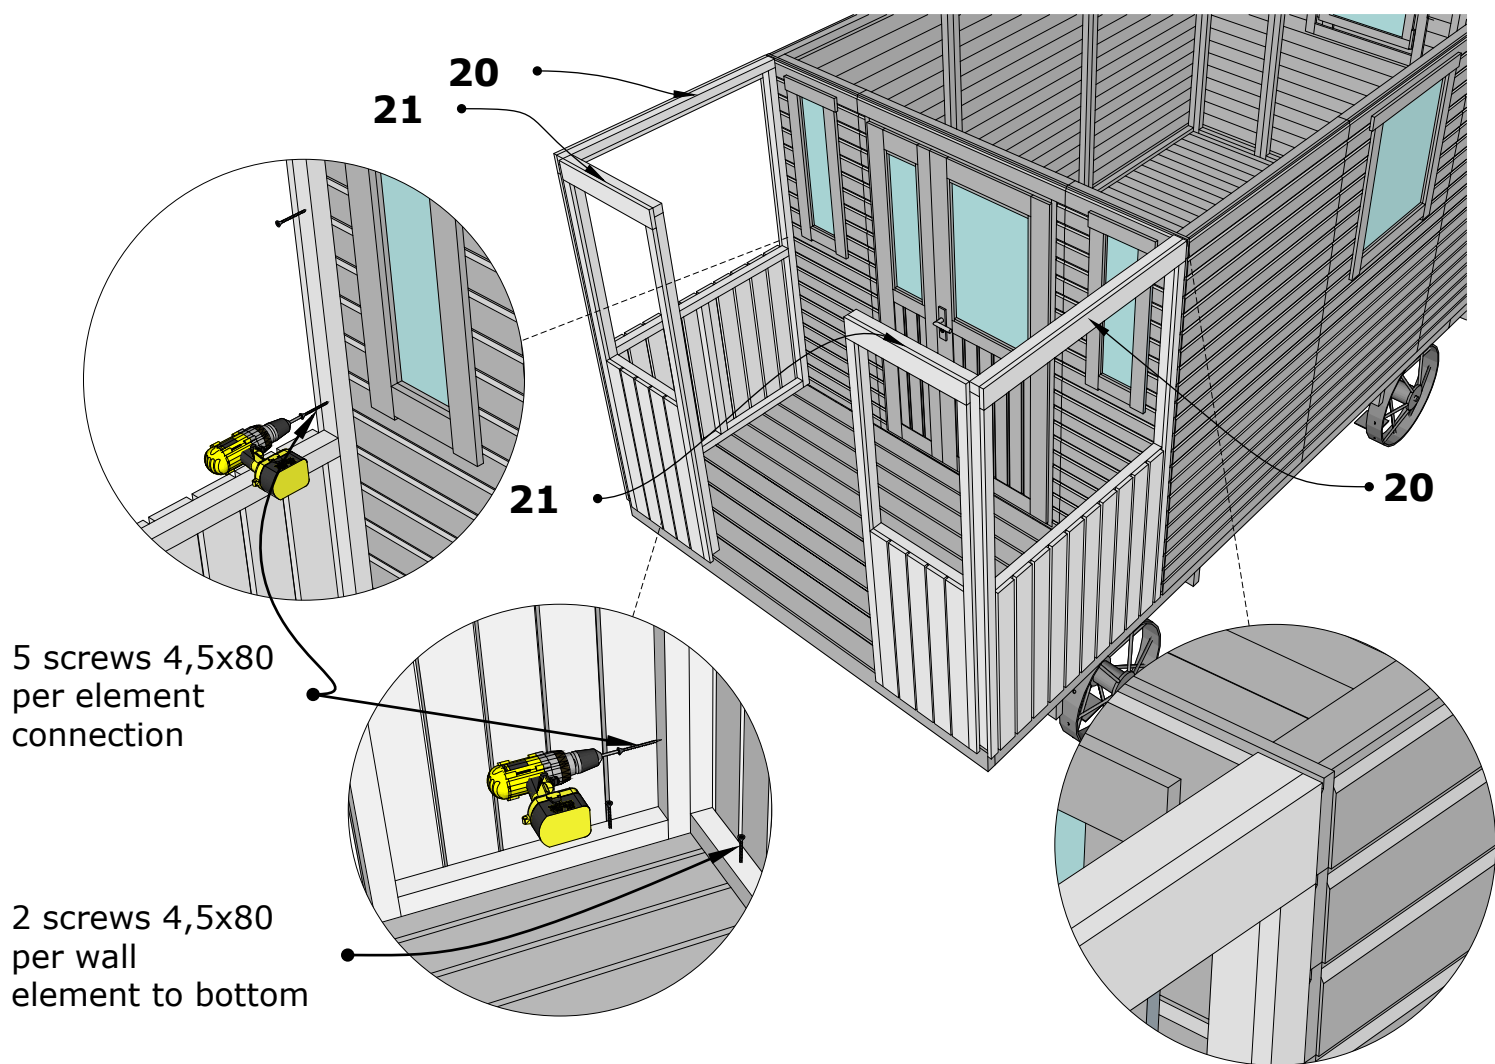 20
21
21
20
5 screws 4,5x80
per element
connection
2 screws 4,5x80
per wall
element to bottom